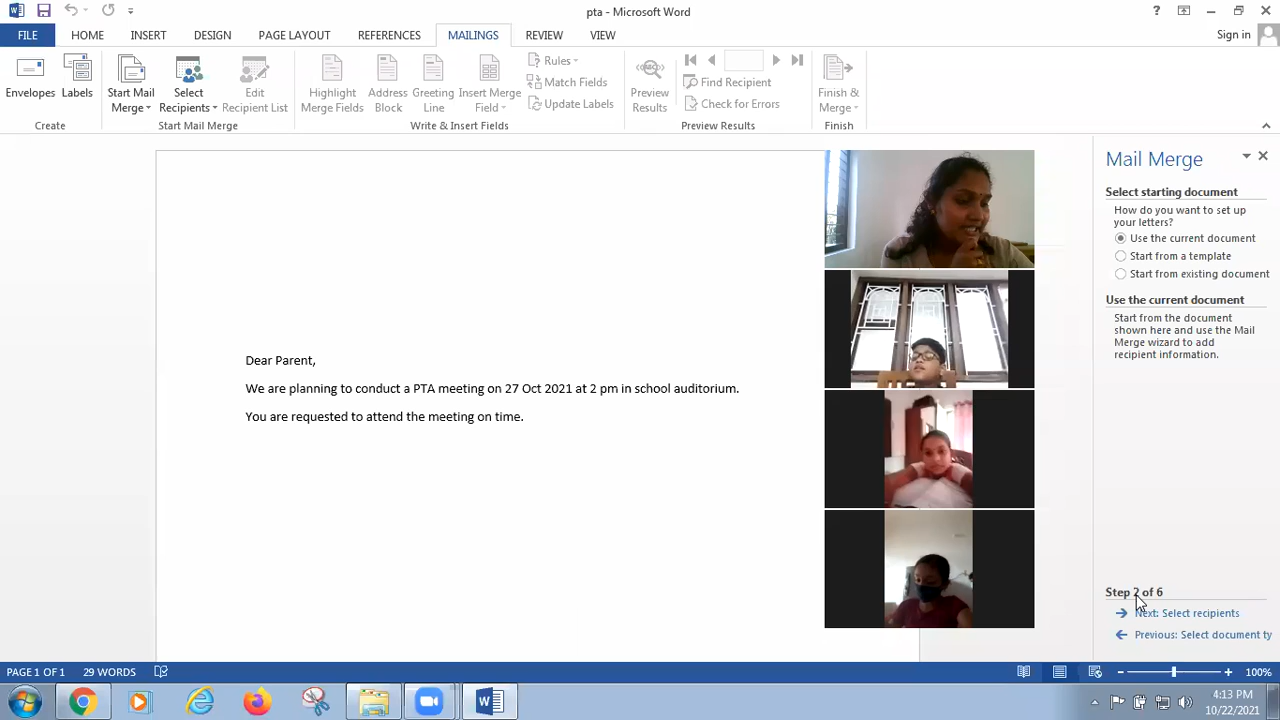 pta - Microsoft Word
?
FILE HOME INSERT DESIGN PAGE LAYOUT REFERENCES MAILINGS REVIEW VIEW
Sign in
Envelopes
Labels
Create
Start Mail
Merge
Select
Recipients
Edit
Recipient List
Start Mail Merge
Highlight
Merge Fields
Address
Block
Greeting
Line
Insert Merge
Field
Rules
Match Fields
Update Labels
Write & Insert Fields
ABC
Preview
Results
Find Recipient
Check for Errors
Preview Results
Finish &
Merge
Finish
Dear Parent,
We are planning to conduct a PTA meeting on 27 Oct 2021 at 2 pm in school auditorium.
You are requested to attend the meeting on time.
Mail Merge
Select starting document
How do you want to set up
your letters?
Use the current document
Start from a template
Start from existing document
Use the current document
Start from the document
shown here and use the Mail
Merge wizard to add
recipient information.
Step 2 of 6
Next: Select recipients
Previous: Select document ty
PAGE 1 OF 1 29 WORDS
100%
4:13 PM
10/22/2021